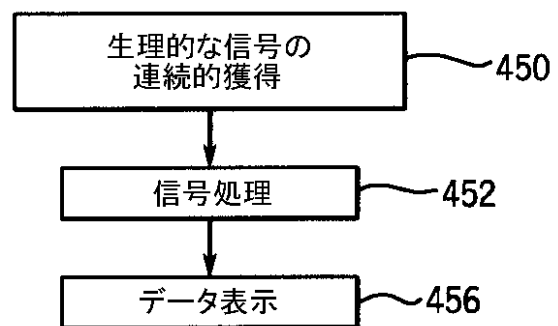 生理的な信号の
連続的獲得
450
信号処理
452
データ表示
456